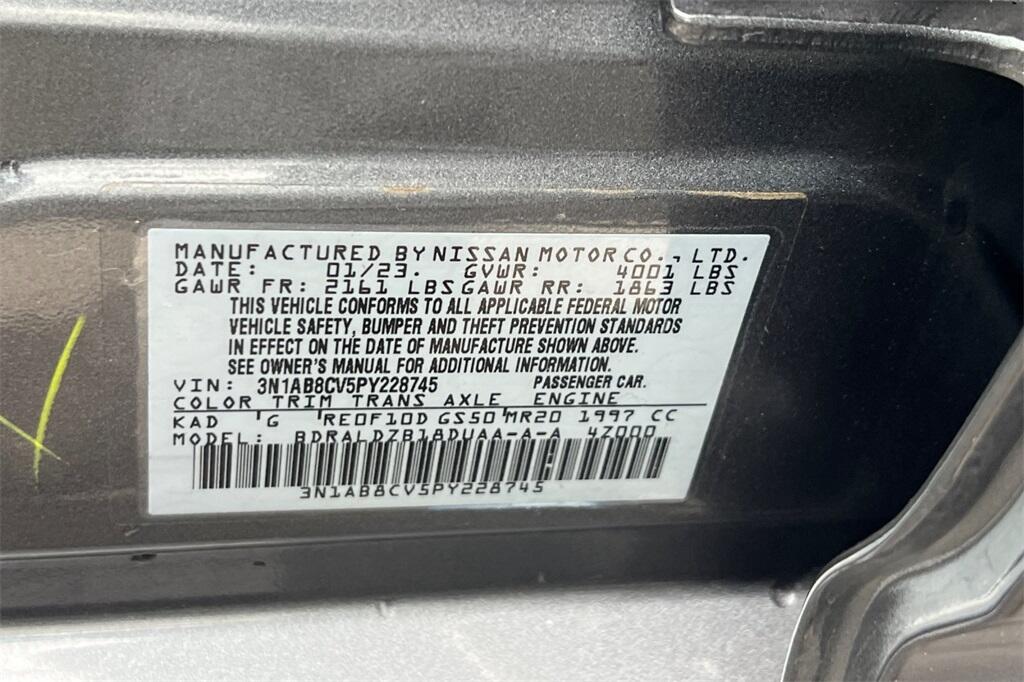 MANUFACTURED BY NISSAN MOTOR CO., LTD.
DATE: 01/23. GVWR: 4001 LBS
GAWR FR: 2161 LBS GAWR RR: 1863 LBS
THIS VEHICLE CONFORMS TO ALL APPLICABLE FEDERAL MOTOR
VEHICLE SAFETY, BUMPER AND THEFT PREVENTION STANDARDS
IN EFFECT ON THE DATE OF MANUFACTURE SHOWN ABOVE.
SEE OWNER'S MANUAL FOR ADDITIONAL INFORMATION.
VIN: 3N1AB8CV5PY228745 PASSENGER CAR.
COLOR TRIM TRANS AXLE ENGINE
KAD G RE0F10D GS50 MR20 1997 CC
MODEL: BDRALDZB18DUAA-A-A 4Z000
3N1AB8CV5PY228745